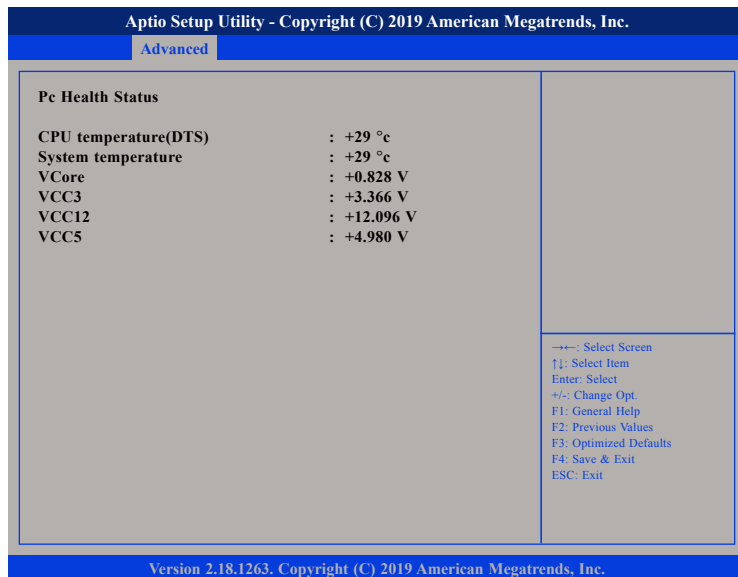 Aptio Setup Utility - Copyright (C) 2019 American Megatrends, Inc.
Advanced
Pc Health Status
CPU temperature(DTS) : +29 °c
System temperature : +29 °c
VCore : +0.828 V
VCC3 : +3.366 V
VCC12 : +12.096 V
VCC5 : +4.980 V
→←: Select Screen
↑↓: Select Item
Enter: Select
+/-: Change Opt.
F1: General Help
F2: Previous Values
F3: Optimized Defaults
F4: Save & Exit
ESC: Exit
Version 2.18.1263. Copyright (C) 2019 American Megatrends, Inc.